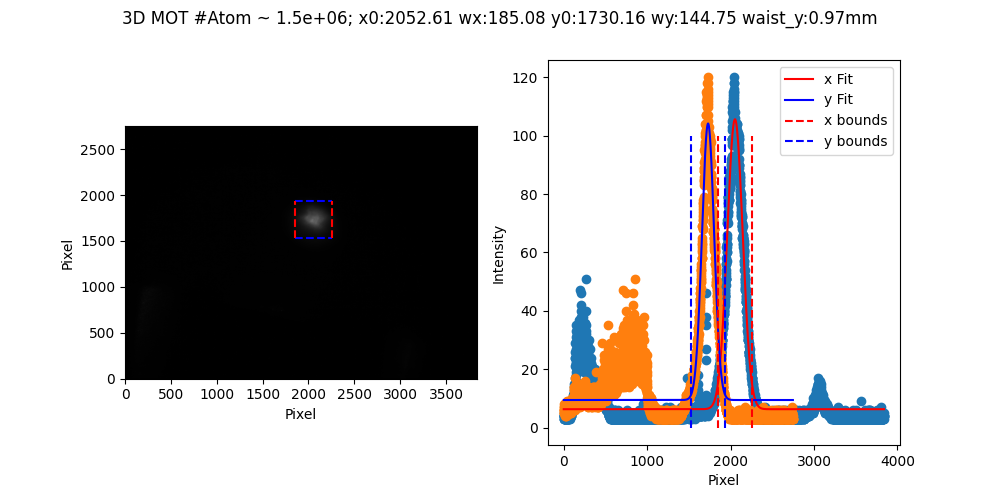 3D MOT #Atom ~ 1.5e+06; x0:2052.61 wx:185.08 y0:1730.16 wy:144.75 waist_y:0.97mm
Pixel
2500
2000
1500
1000
500
0
0 500 1000 1500 2000 2500 3000 3500
Pixel
Intensity
120
100
80
60
40
20
0
0 1000 2000 3000 4000
Pixel
x Fit
y Fit
x bounds
y bounds